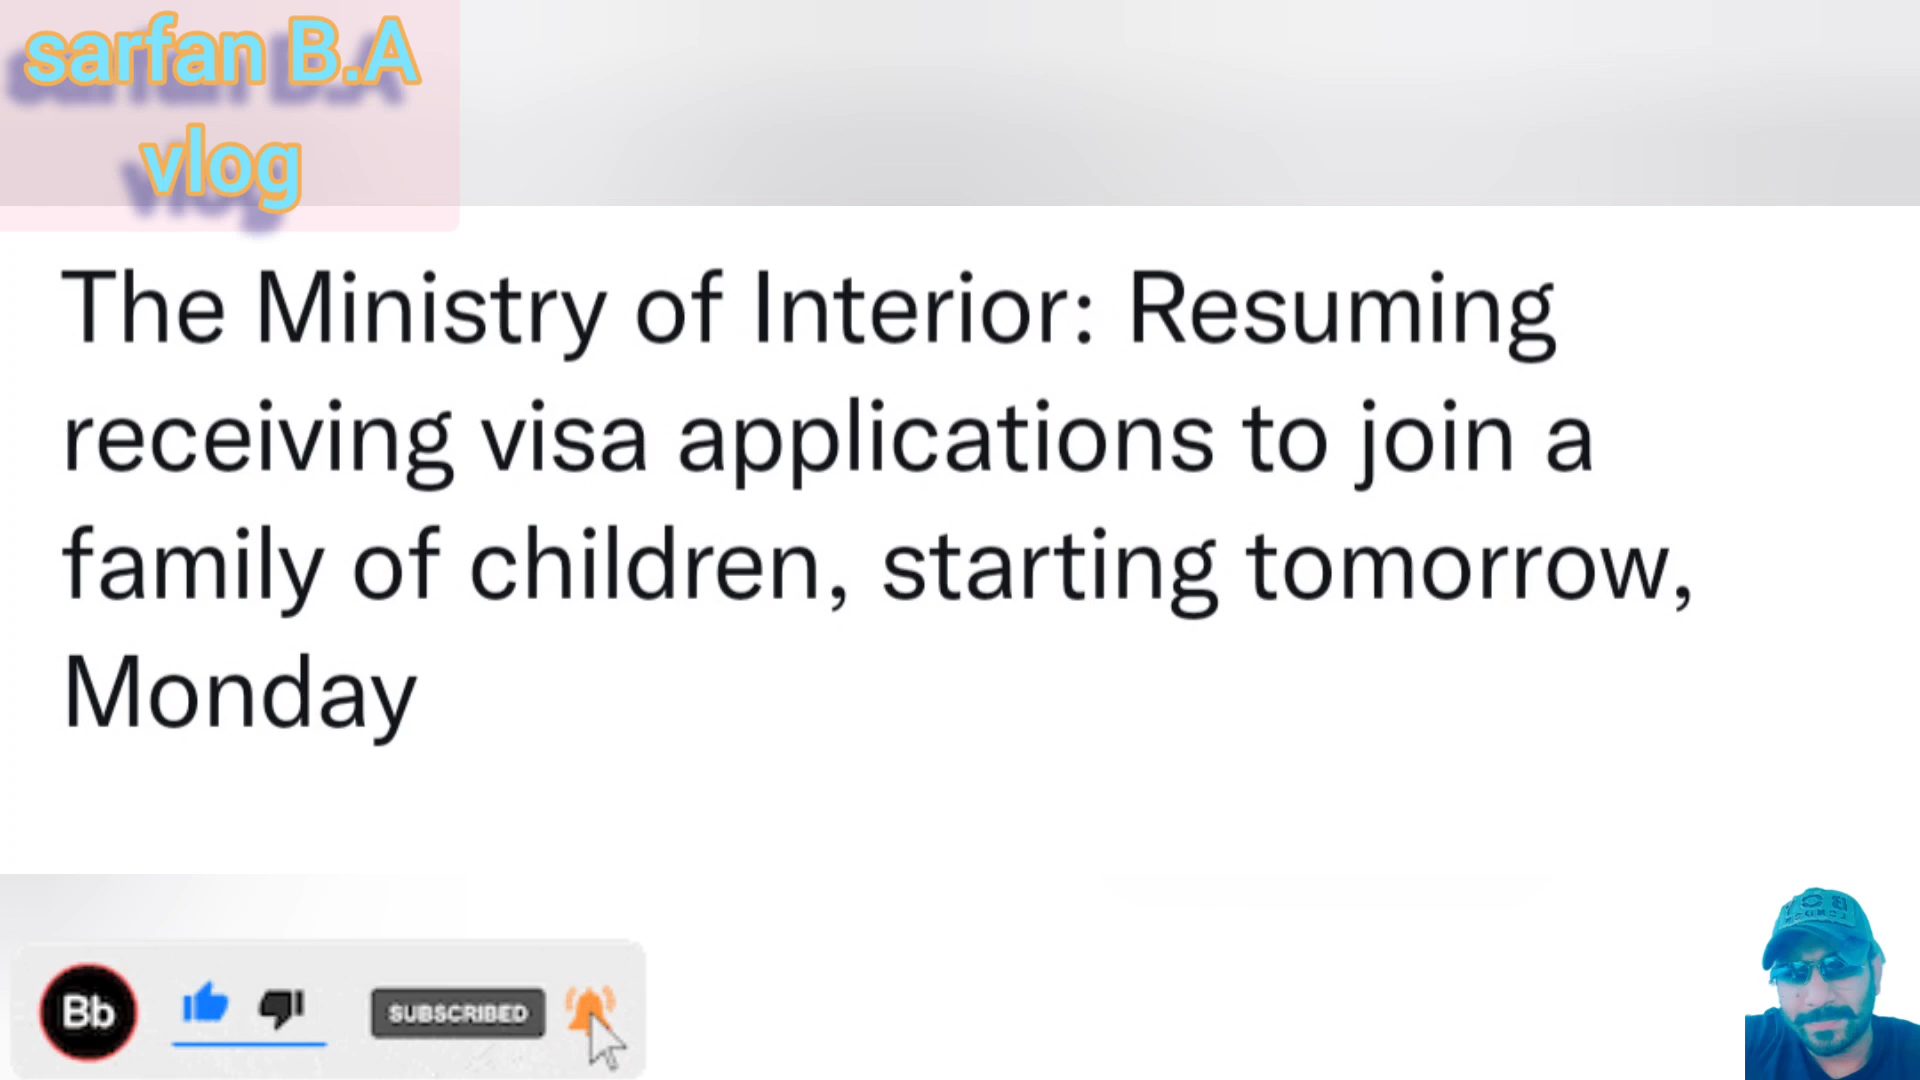 sarfan B.A
vlog
The Ministry of Interior: Resuming
receiving visa applications to join a
family of children, starting tomorrow,
Monday
Bb
SUBSCRIBED